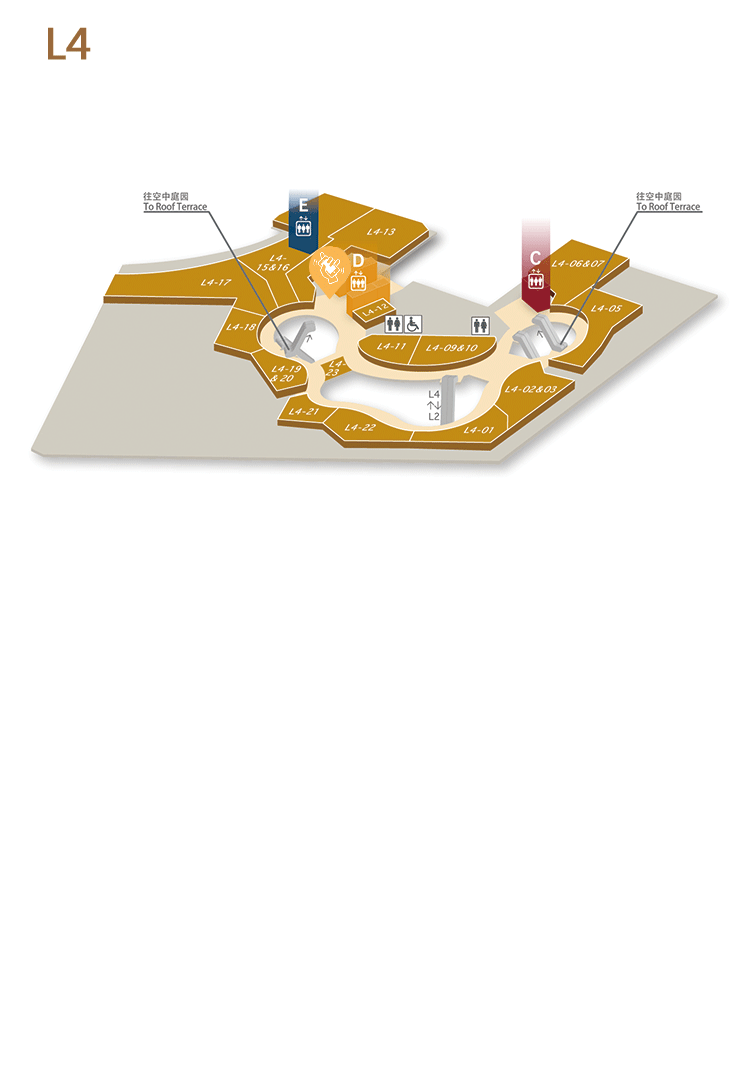 L4
往空中庭园
To Roof Terrace
往空中庭园
To Roof Terrace
E
L4-13
D
C
L4-06&07
L4-
15&16
L4-17
L4-12
L4-05
L4-18
L4-11
L4-09&10
L4-19
& 20
L4-
23
L4-02&03
L4
L2
L4-21
L4-22
L4-01